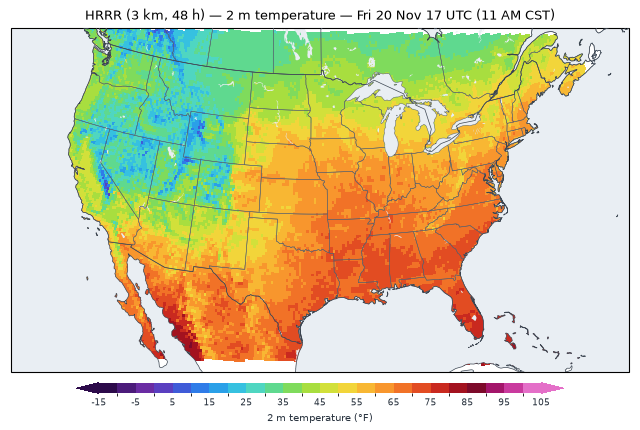 HRRR (3 km, 48 h) — 2 m temperature — Fri 20 Nov 17 UTC (11 AM CST)
-15 -5 5 15 25 35 45 55 65 75 85 95 105
2 m temperature (°F)